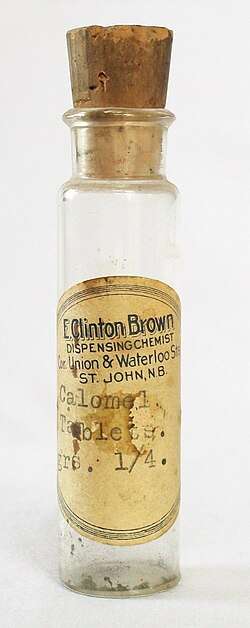 E. Clinton Brown
DISPENSING CHEMIST
Cor. Union & Waterloo Sts
ST. JOHN, N.B.
Calomel.
Tablets.
grs. 1/4.